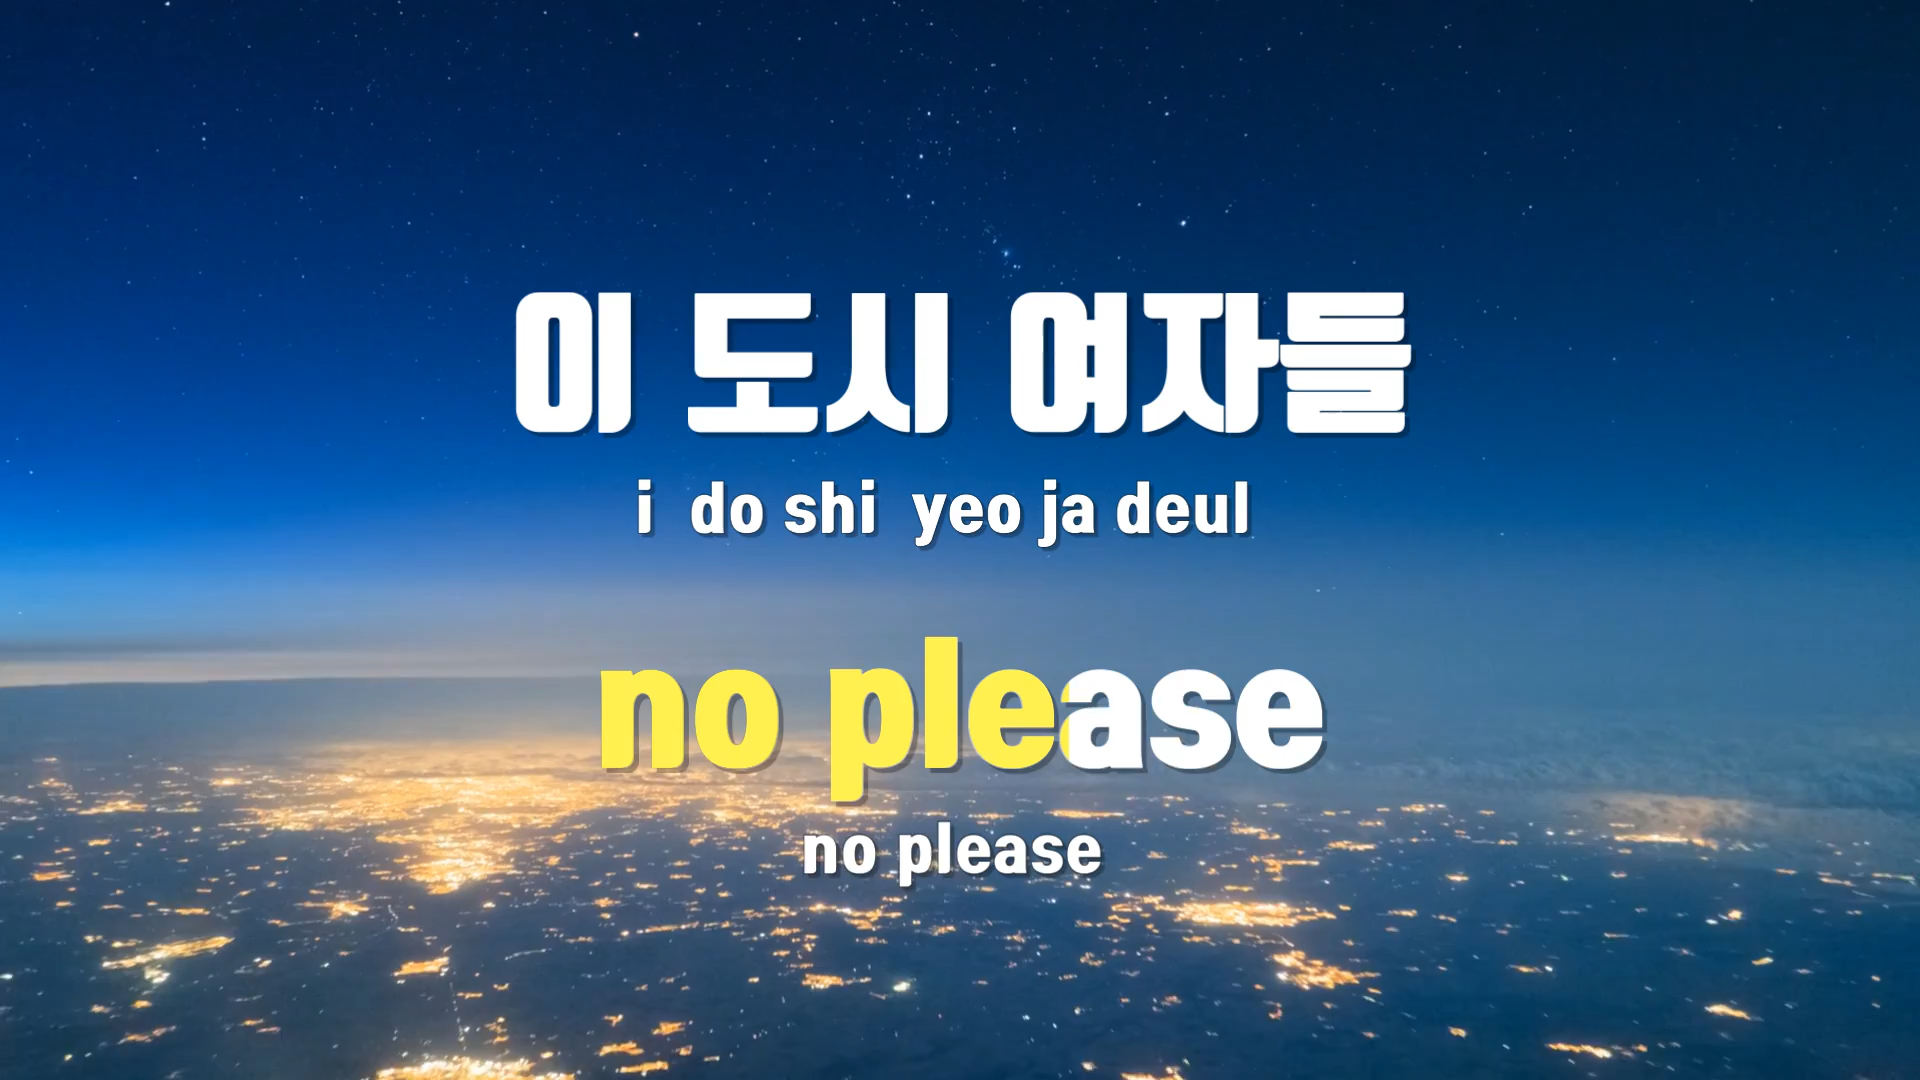 이 도시 여자들
i do shi yeo ja deul
no please
no please